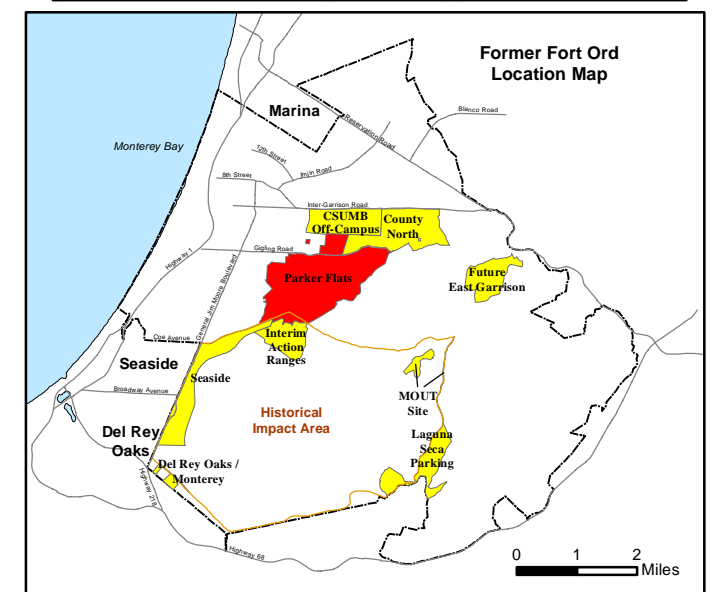 Former Fort Ord
Location Map
Marina
Blanco Road
Reservation Road
Monterey Bay
12th Street
Imjin Road
8th Street
Inter-Garrison Road
CSUMB
Off-Campus
County
North
Gigling Road
Highway 1
General Jim Moore Boulevard
Parker Flats
Future
East Garrison
Coe Avenue
Interim
Action
Ranges
Seaside
Seaside
Broadway Avenue
MOUT
Site
Historical
Impact Area
Del Rey
Oaks
Laguna
Seca
Parking
Del Rey Oaks /
Monterey
Highway 218
Highway 68
0 1 2
Miles